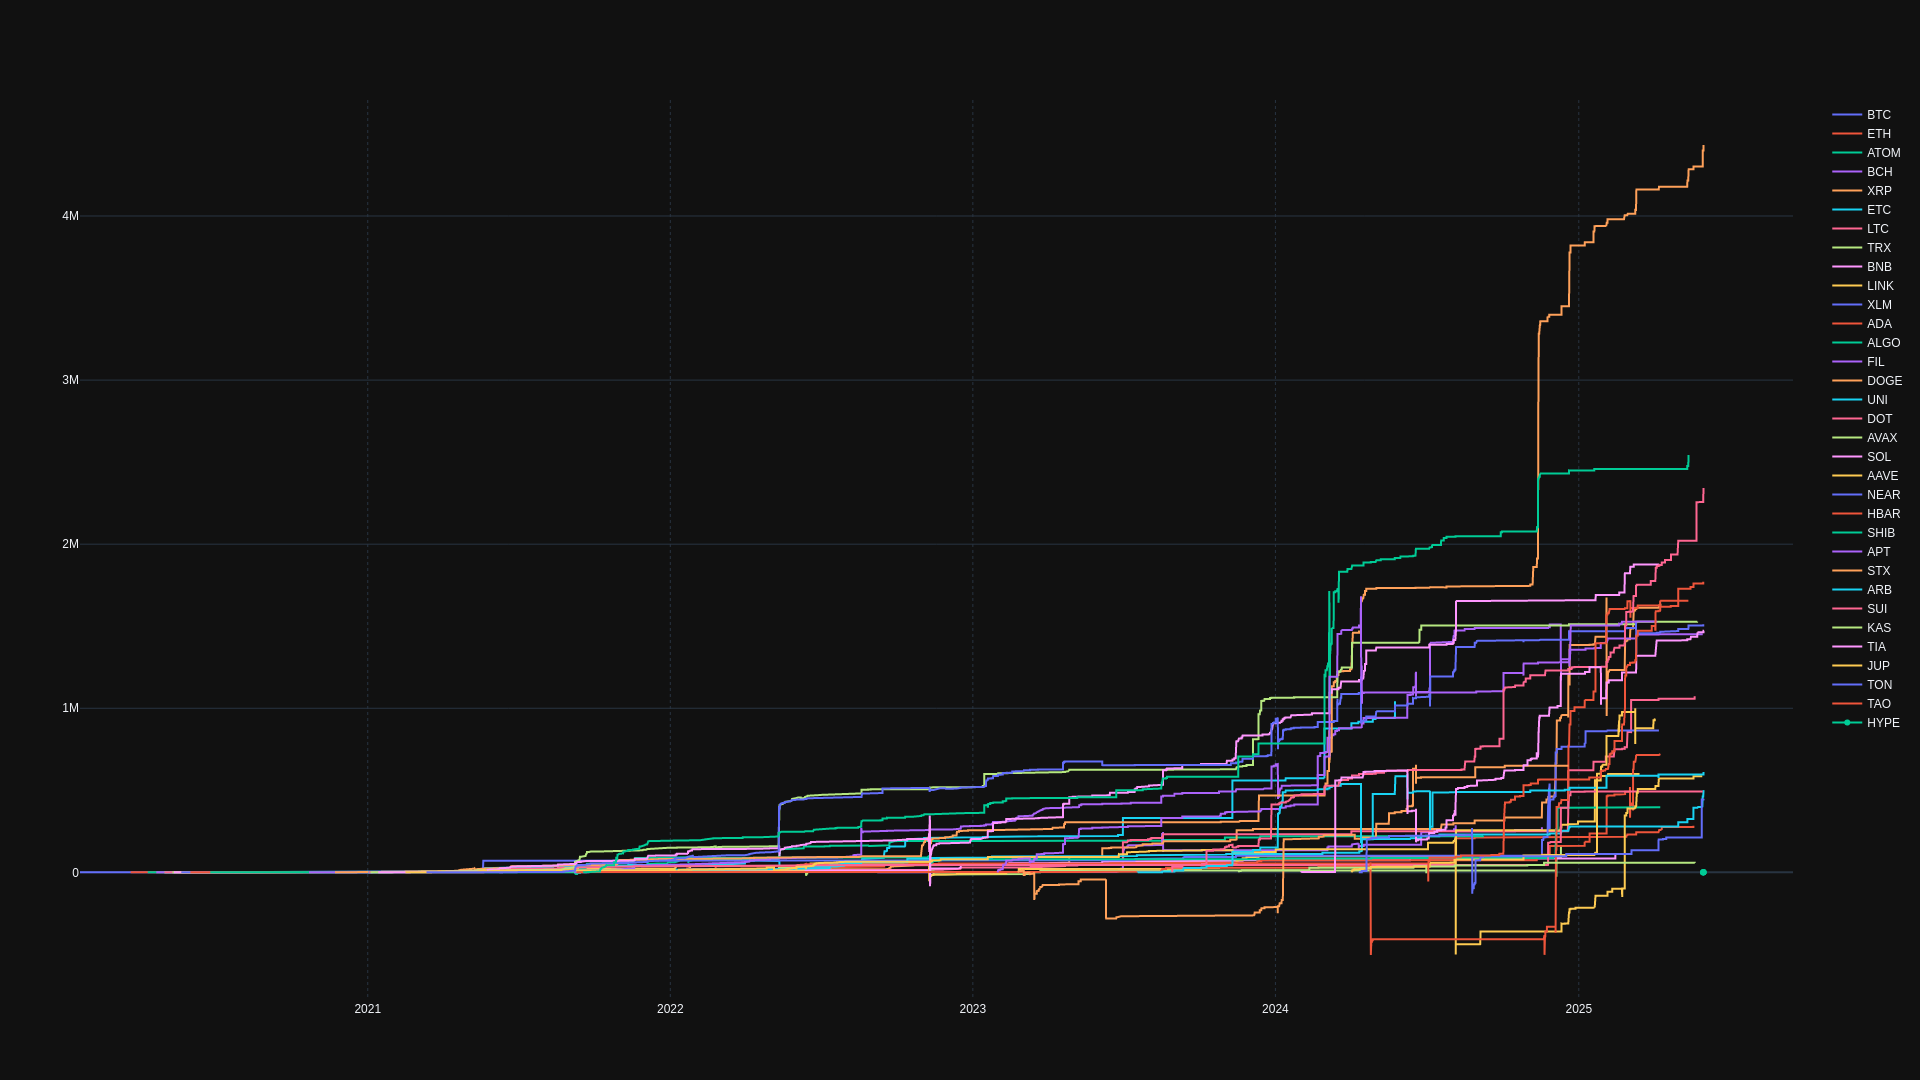 4M
3M
2M
1M
0
2021
2022
2023
2024
2025
BTC
ETH
ATOM
BCH
XRP
ETC
LTC
TRX
BNB
LINK
XLM
ADA
ALGO
FIL
DOGE
UNI
DOT
AVAX
SOL
AAVE
NEAR
HBAR
SHIB
APT
STX
ARB
SUI
KAS
TIA
JUP
TON
TAO
HYPE